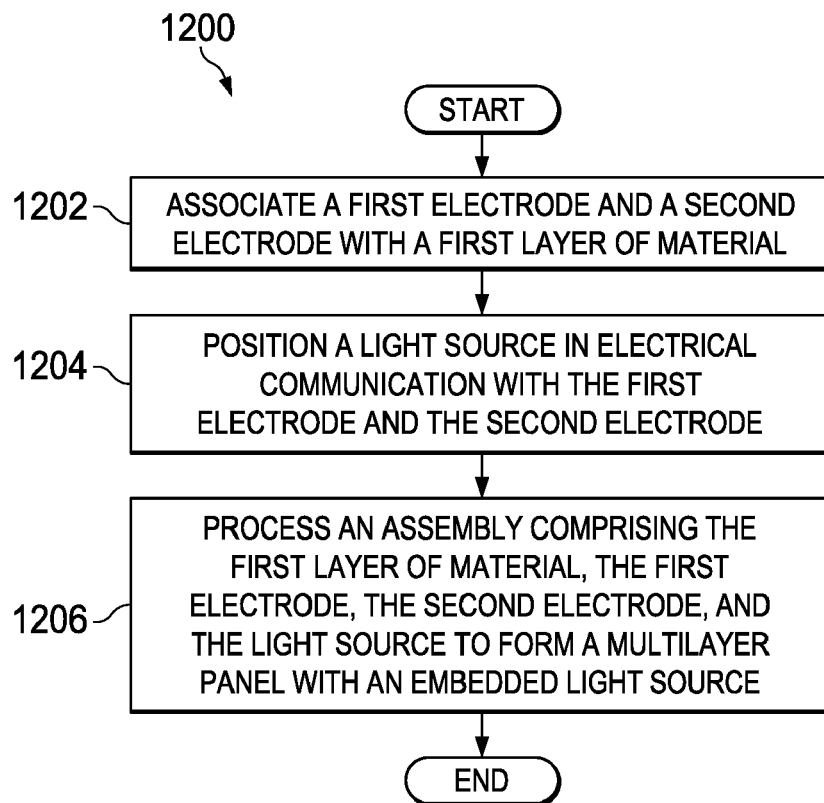 1200
START
1202
ASSOCIATE A FIRST ELECTRODE AND A SECOND
ELECTRODE WITH A FIRST LAYER OF MATERIAL
1204
POSITION A LIGHT SOURCE IN ELECTRICAL
COMMUNICATION WITH THE FIRST
ELECTRODE AND THE SECOND ELECTRODE
1206
PROCESS AN ASSEMBLY COMPRISING THE
FIRST LAYER OF MATERIAL, THE FIRST
ELECTRODE, THE SECOND ELECTRODE, AND
THE LIGHT SOURCE TO FORM A MULTILAYER
PANEL WITH AN EMBEDDED LIGHT SOURCE
END